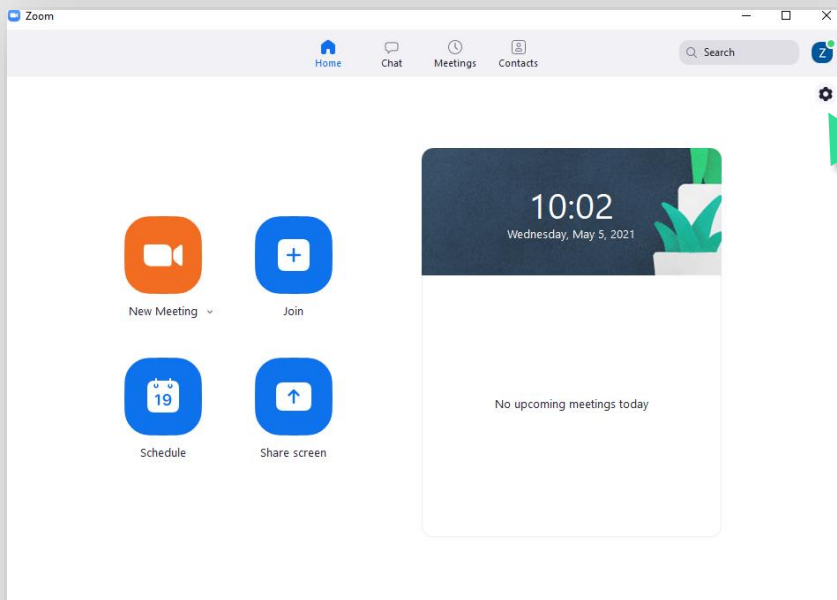 Zoom
Home
Chat
Meetings
Contacts
Search
Z
10:02
Wednesday, May 5, 2021
New Meeting
Join
19
Schedule
Share screen
No upcoming meetings today